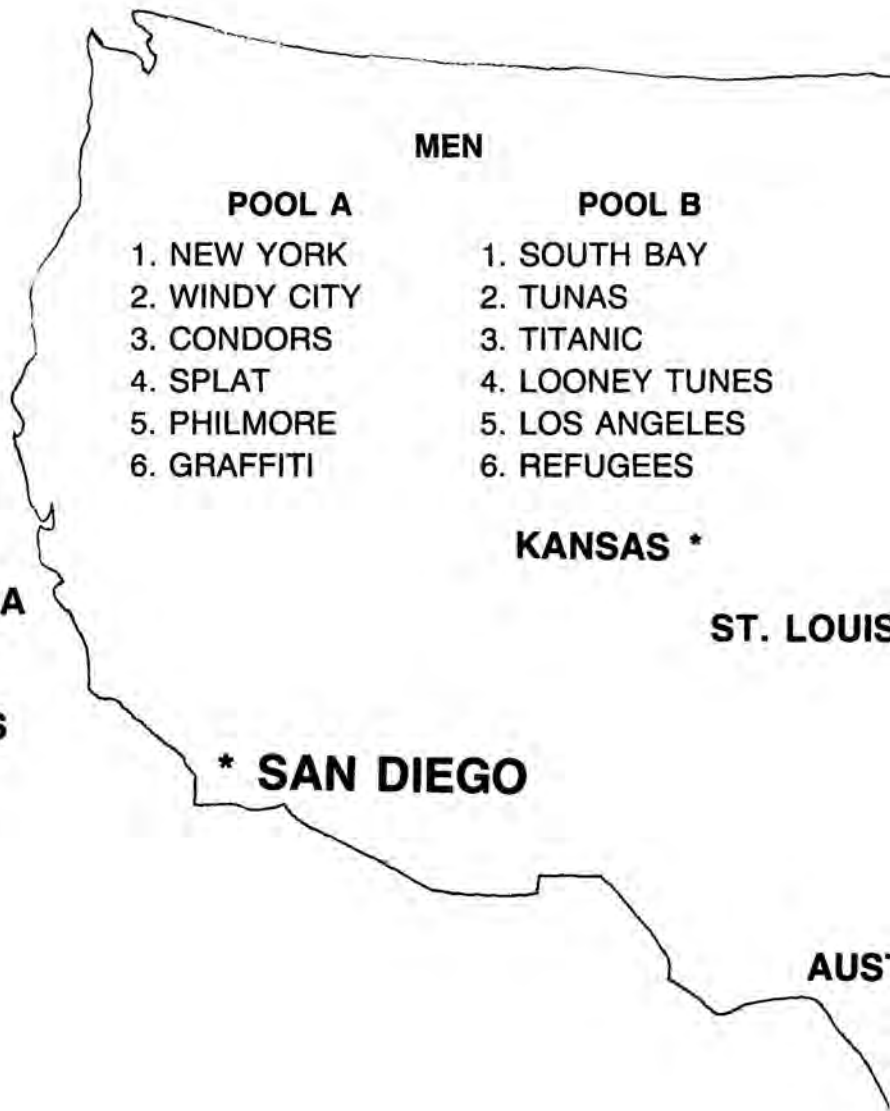 MEN
POOL A
1. NEW YORK
2. WINDY CITY
3. CONDORS
4. SPLAT
5. PHILMORE
6. GRAFFITI
POOL B
1. SOUTH BAY
2. TUNAS
3. TITANIC
4. LOONEY TUNES
5. LOS ANGELES
6. REFUGEES
KANSAS *
A
ST. LOUIS
S
* SAN DIEGO
AUST